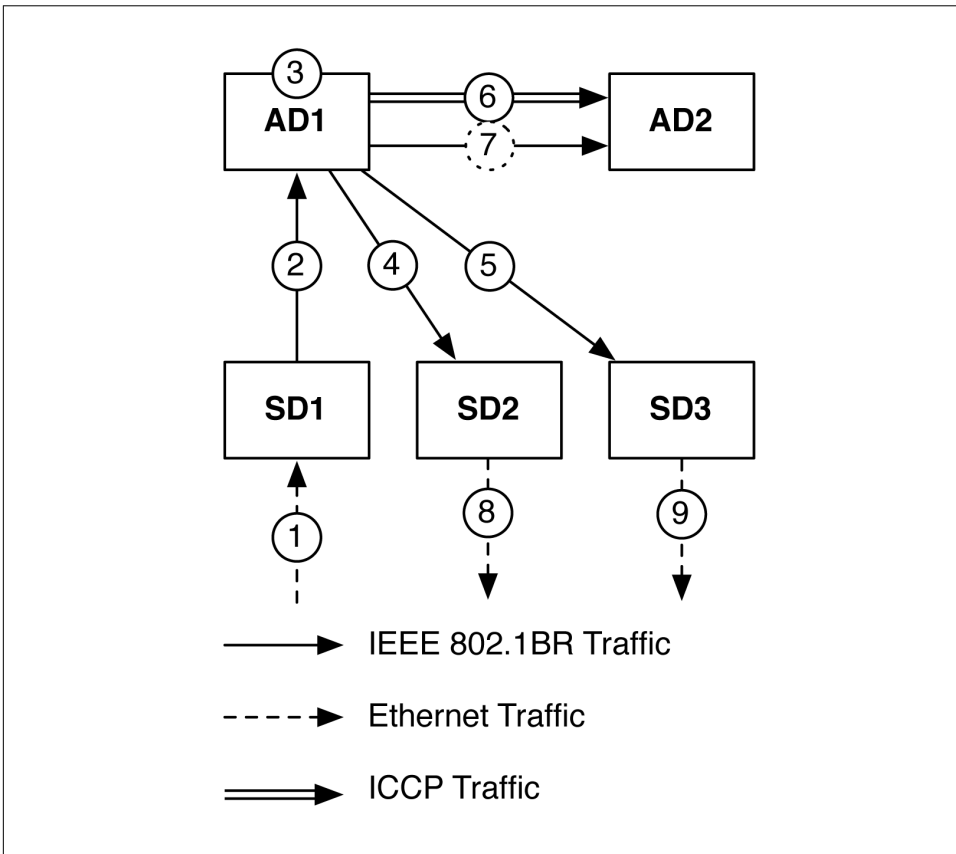 3
AD1
6
AD2
7
2
4
5
SD1
SD2
SD3
1
8
9
IEEE 802.1BR Traffic
Ethernet Traffic
ICCP Traffic